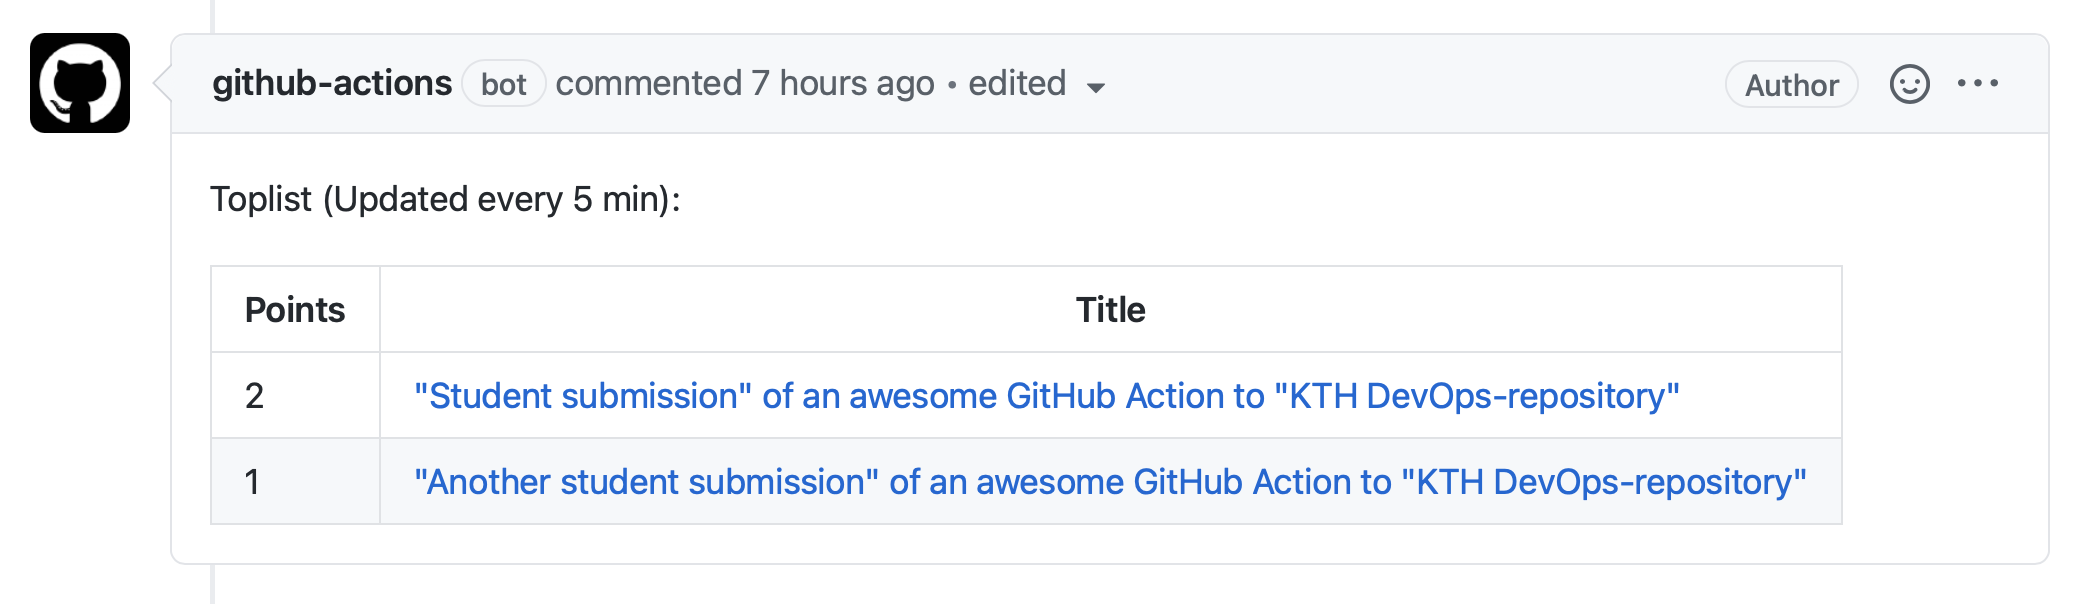 github-actions bot commented 7 hours ago • edited Author
Toplist (Updated every 5 min):
Points Title
2 "Student submission" of an awesome GitHub Action to "KTH DevOps-repository"
1 "Another student submission" of an awesome GitHub Action to "KTH DevOps-repository"